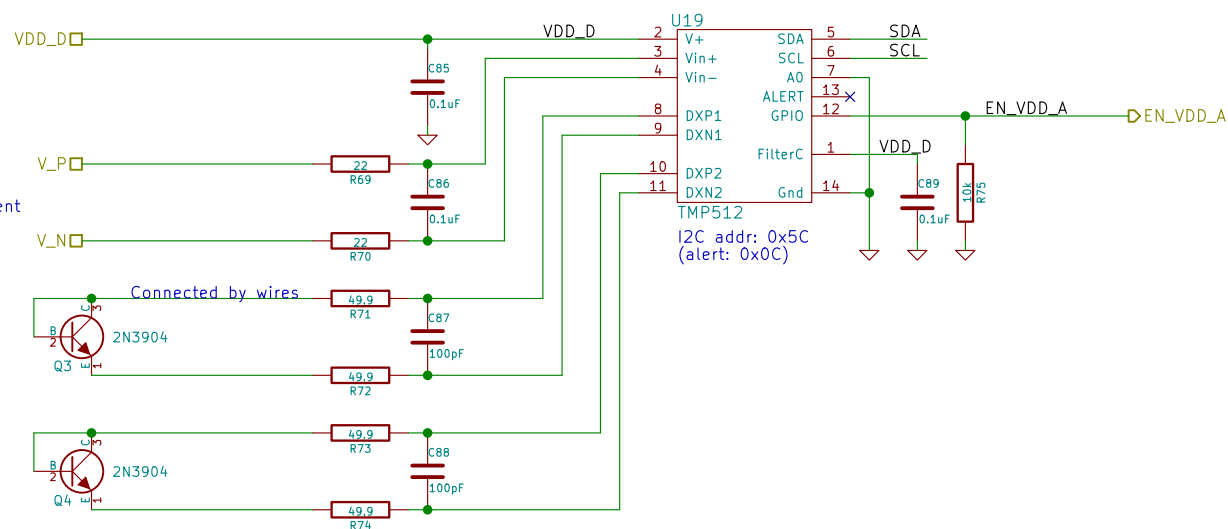 U19
VDD_D
VDD_D
2
V+
SDA
5
SDA
3
Vin+
SCL
6
SCL
4
Vin-
A0
7
C85
0.1uF
ALERT
13
GPIO
12
EN_VDD_A
EN_VDD_A
8
DXP1
9
DXN1
FilterC
1
VDD_D
V_P
22
R69
10
DXP2
11
DXN2
Gnd
14
C86
0.1uF
C89
0.1uF
10k
R75
ent
TMP512
V_N
22
R70
I2C addr: 0x5C
(alert: 0x0C)
Connected by wires
49.9
R71
C
3
B
2
2N3904
Q3
E
1
C87
100pF
49.9
R72
49.9
R73
C
3
B
2
2N3904
Q4
E
1
C88
100pF
49.9
R74